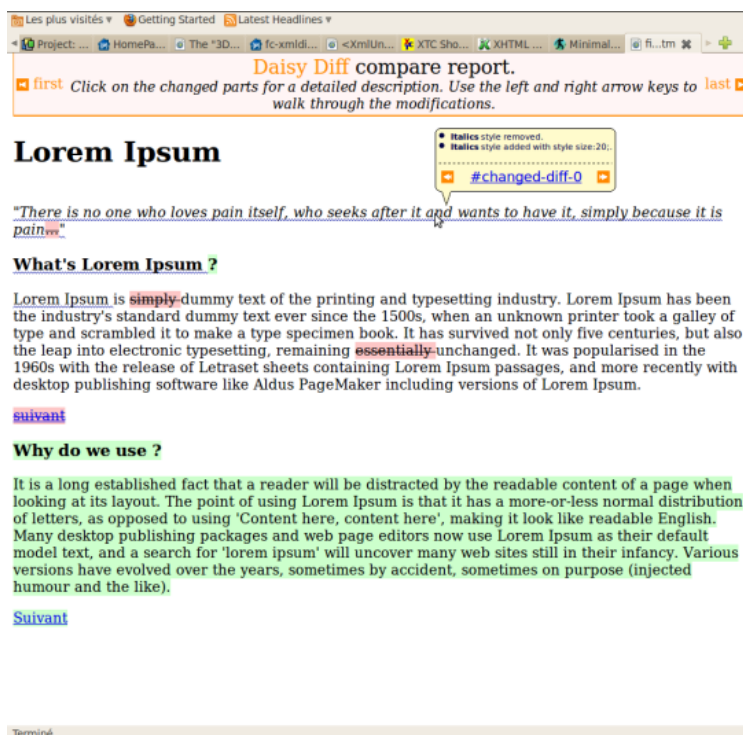 Les plus visités ▾ Getting Started Latest Headlines ▾
Project: ... HomePa... The "3D... fc-xmldi... <XmlUn... XTC Sho... XHTML ... Minimal... fi...tm
Daisy Diff compare report.
first Click on the changed parts for a detailed description. Use the left and right arrow keys to last
walk through the modifications.
Italics style removed.
Italics style added with style size:20;.
Lorem Ipsum
#changed-diff-0
"There is no one who loves pain itself, who seeks after it and wants to have it, simply because it is
pain..."
What's Lorem Ipsum ?
Lorem Ipsum is simply dummy text of the printing and typesetting industry. Lorem Ipsum has been
the industry's standard dummy text ever since the 1500s, when an unknown printer took a galley of
type and scrambled it to make a type specimen book. It has survived not only five centuries, but also
the leap into electronic typesetting, remaining essentially unchanged. It was popularised in the
1960s with the release of Letraset sheets containing Lorem Ipsum passages, and more recently with
desktop publishing software like Aldus PageMaker including versions of Lorem Ipsum.
suivant
Why do we use ?
It is a long established fact that a reader will be distracted by the readable content of a page when
looking at its layout. The point of using Lorem Ipsum is that it has a more-or-less normal distribution
of letters, as opposed to using 'Content here, content here', making it look like readable English.
Many desktop publishing packages and web page editors now use Lorem Ipsum as their default
model text, and a search for 'lorem ipsum' will uncover many web sites still in their infancy. Various
versions have evolved over the years, sometimes by accident, sometimes on purpose (injected
humour and the like).
Suivant
Terminé